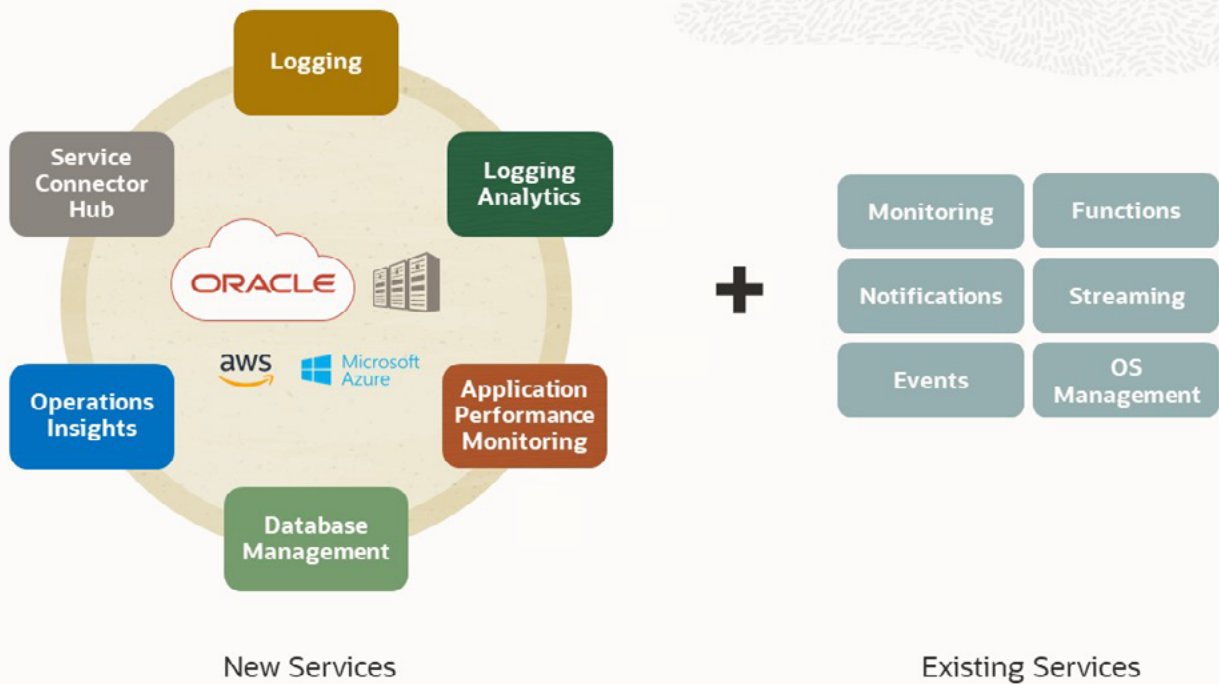 Logging
Service
Connector
Hub
Logging
Analytics
ORACLE
aws
Microsoft
Azure
Operations
Insights
Application
Performance
Monitoring
Database
Management
New Services
+
Monitoring
Functions
Notifications
Streaming
Events
OS
Management
Existing Services